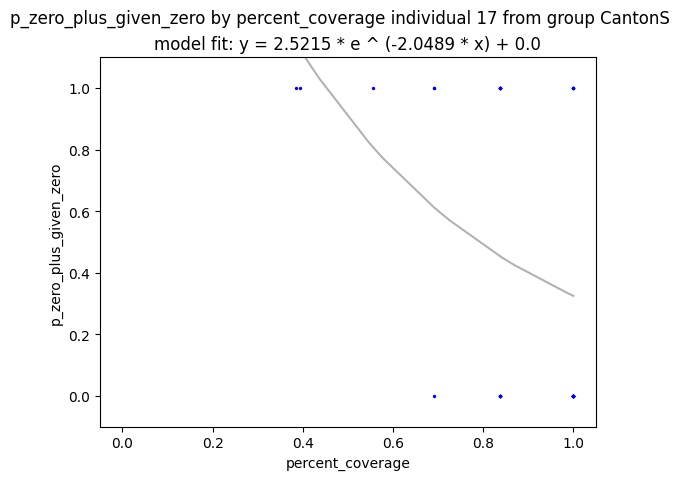 p_zero_plus_given_zero by percent_coverage individual 17 from group CantonS
model fit: y = 2.5215 * e ^ (-2.0489 * x) + 0.0
1.0
0.8
0.6
0.4
0.2
0.0
p_zero_plus_given_zero
0.0 0.2 0.4 0.6 0.8 1.0
percent_coverage